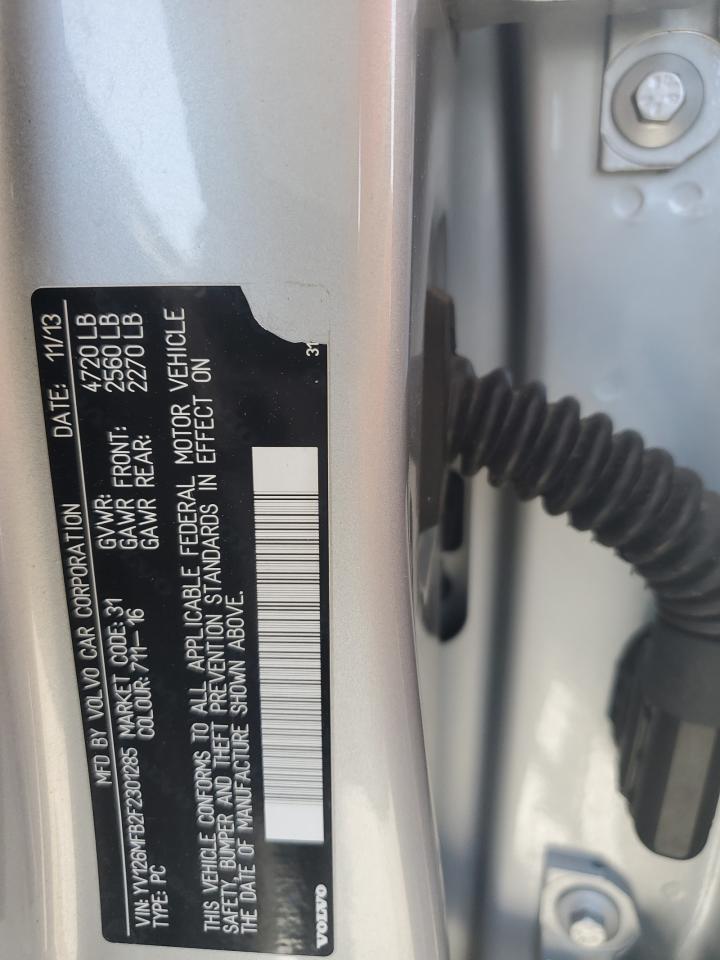 MFD BY VOLVO CAR CORPORATION DATE: 11/13
VIN: YV126MFB2F2301285 MARKET CODE: 31 GVWR: 4720 LB
TYPE: PC COLOUR: 711-16 GAWR FRONT: 2560 LB
GAWR REAR: 2270 LB
THIS VEHICLE CONFORMS TO ALL APPLICABLE FEDERAL MOTOR VEHICLE
SAFETY, BUMPER AND THEFT PREVENTION STANDARDS IN EFFECT ON
THE DATE OF MANUFACTURE SHOWN ABOVE.
VOLVO